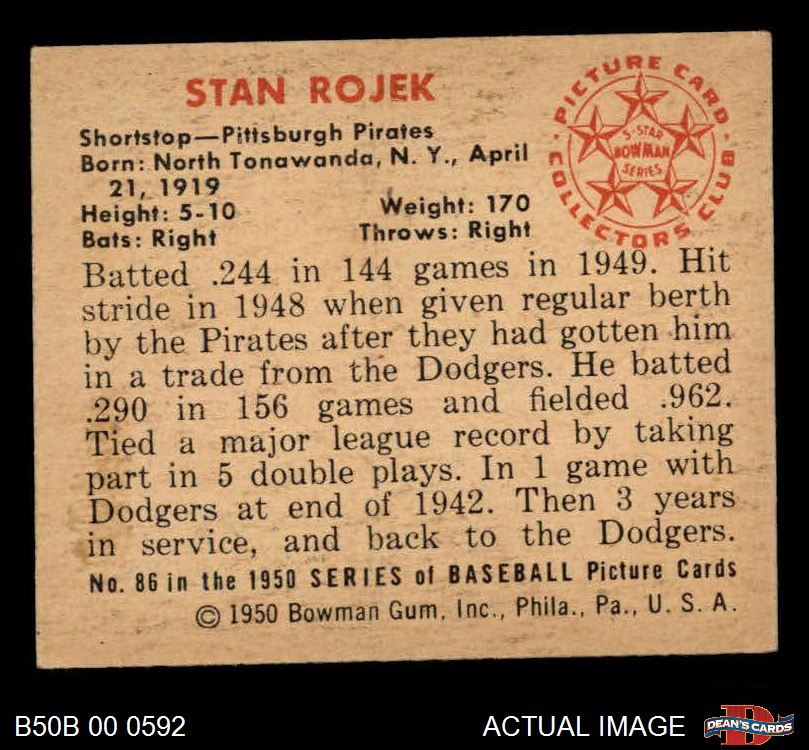 STAN ROJEK
Shortstop—Pittsburgh Pirates
Born: North Tonawanda, N. Y., April
21, 1919
Height: 5-10 Weight: 170
Bats: Right Throws: Right
PICTURE CARD
COLLECTORS CLUB
5-STAR
BOWMAN
SERIES
Batted .244 in 144 games in 1949. Hit
stride in 1948 when given regular berth
by the Pirates after they had gotten him
in a trade from the Dodgers. He batted
.290 in 156 games and fielded .962.
Tied a major league record by taking
part in 5 double plays. In 1 game with
Dodgers at end of 1942. Then 3 years
in service, and back to the Dodgers.
No. 86 in the 1950 SERIES of BASEBALL Picture Cards
© 1950 Bowman Gum, Inc., Phila., Pa., U. S. A.
B50B 00 0592 ACTUAL IMAGE
D
DEAN'S CARDS